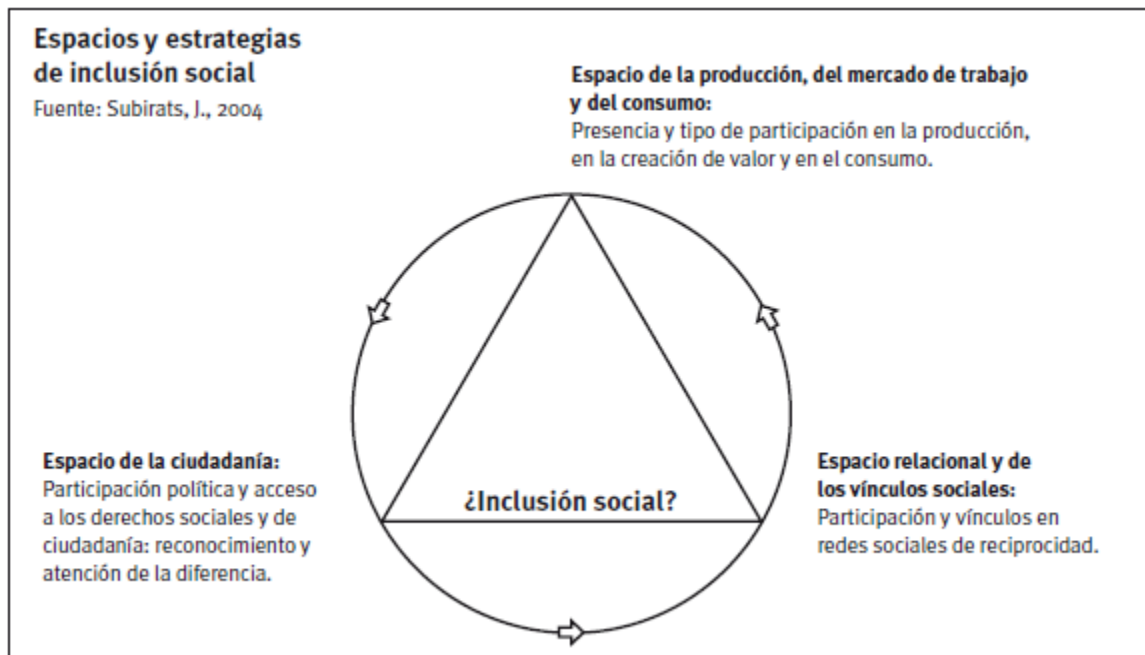 Espacios y estrategias
de inclusión social
Fuente: Subirats, J., 2004
Espacio de la producción, del mercado de trabajo
y del consumo:
Presencia y tipo de participación en la producción,
en la creación de valor y en el consumo.
Espacio de la ciudadanía:
Participación política y acceso
a los derechos sociales y de
ciudadanía: reconocimiento y
atención de la diferencia.
¿Inclusión social?
Espacio relacional y de
los vínculos sociales:
Participación y vínculos en
redes sociales de reciprocidad.